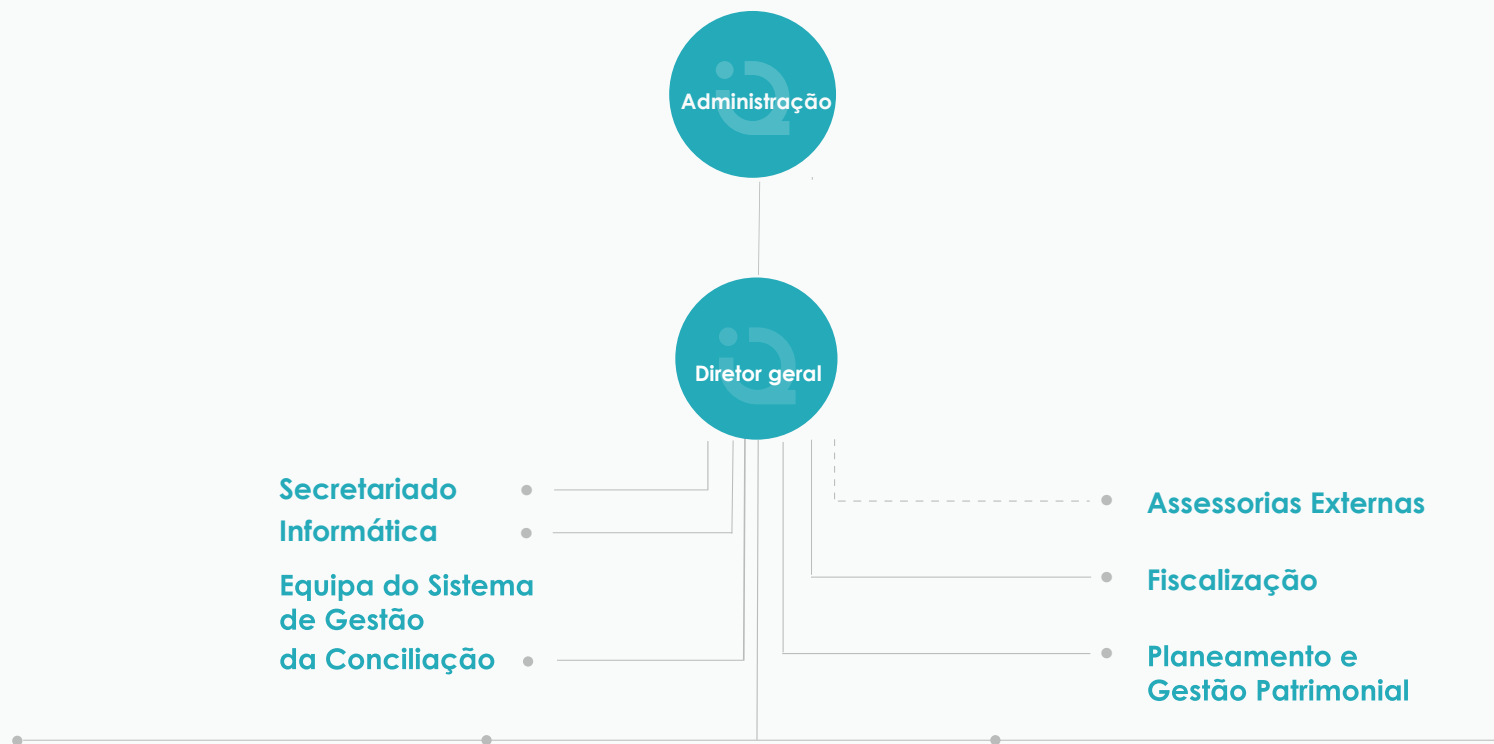 Administração
Diretor geral
Secretariado
Informática
Equipa do Sistema
de Gestão
da Conciliação
Assessorias Externas
Fiscalização
Planeamento e
Gestão Patrimonial